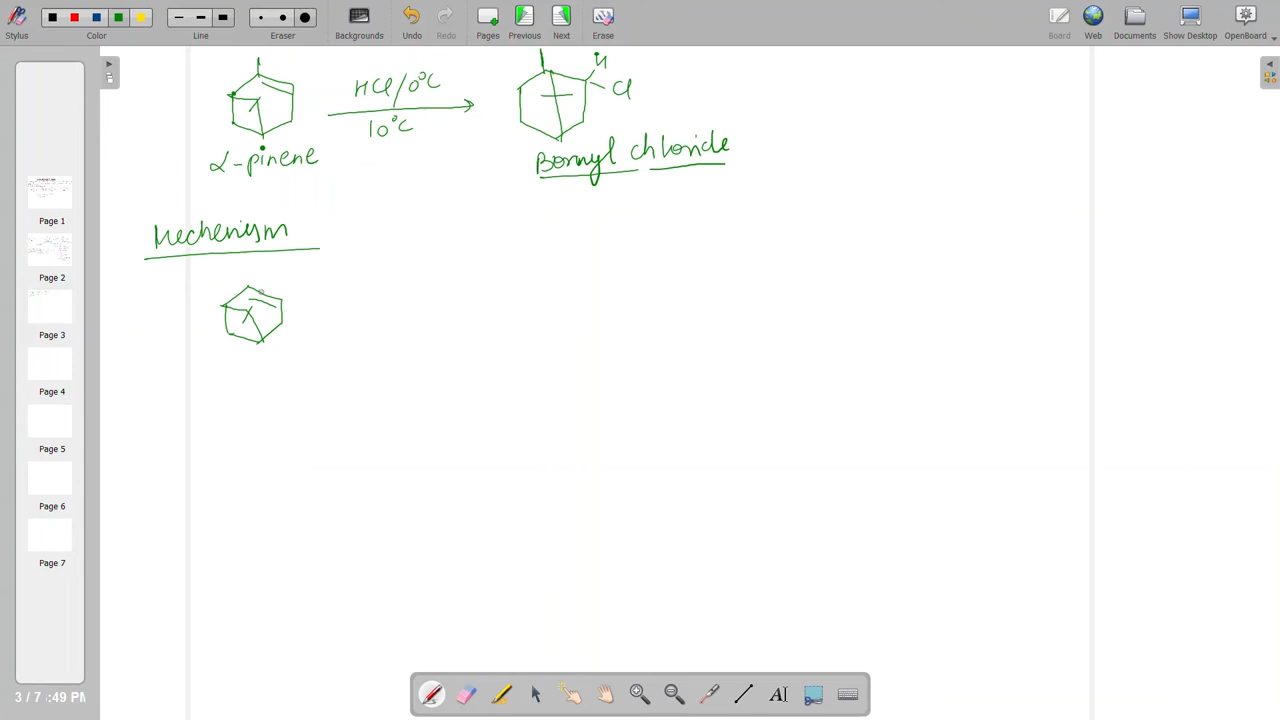 Stylus Color Line Eraser Backgrounds Undo Redo Pages Previous Next Erase Board Web Documents Show Desktop OpenBoard
HCl/0°C
10°C
H
Cl
α-pinene
Bornyl chloride
Mechenism
Page 1
Page 2
Page 3
Page 4
Page 5
Page 6
Page 7
3 / 7 :49 PM